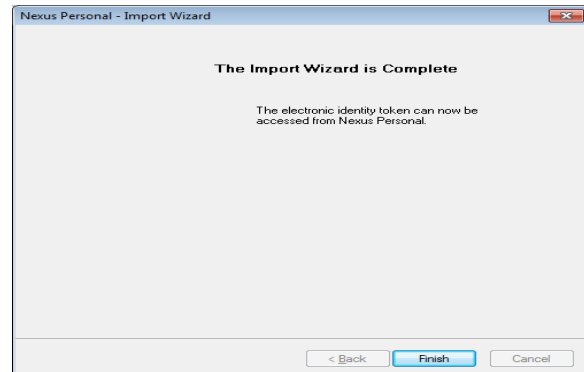 Nexus Personal - Import Wizard
The Import Wizard is Complete
The electronic identity token can now be
accessed from Nexus Personal.
< Back
Finish
Cancel